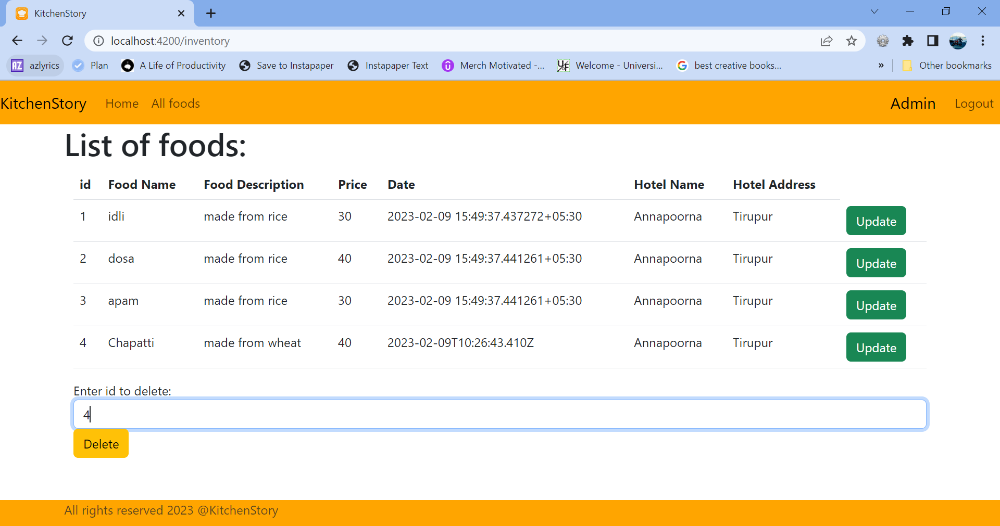 KitchenStory
localhost:4200/inventory
AZ azlyrics Plan A Life of Productivity Save to Instapaper Instapaper Text Merch Motivated -... Welcome - Universi... best creative books... » Other bookmarks
KitchenStory Home All foods Admin Logout
List of foods:
id Food Name Food Description Price Date Hotel Name Hotel Address
1 idli made from rice 30 2023-02-09 15:49:37.437272+05:30 Annapoorna Tirupur Update
2 dosa made from rice 40 2023-02-09 15:49:37.441261+05:30 Annapoorna Tirupur Update
3 apam made from rice 30 2023-02-09 15:49:37.441261+05:30 Annapoorna Tirupur Update
4 Chapatti made from wheat 40 2023-02-09T10:26:43.410Z Annapoorna Tirupur Update
Enter id to delete:
4
Delete
All rights reserved 2023 @KitchenStory